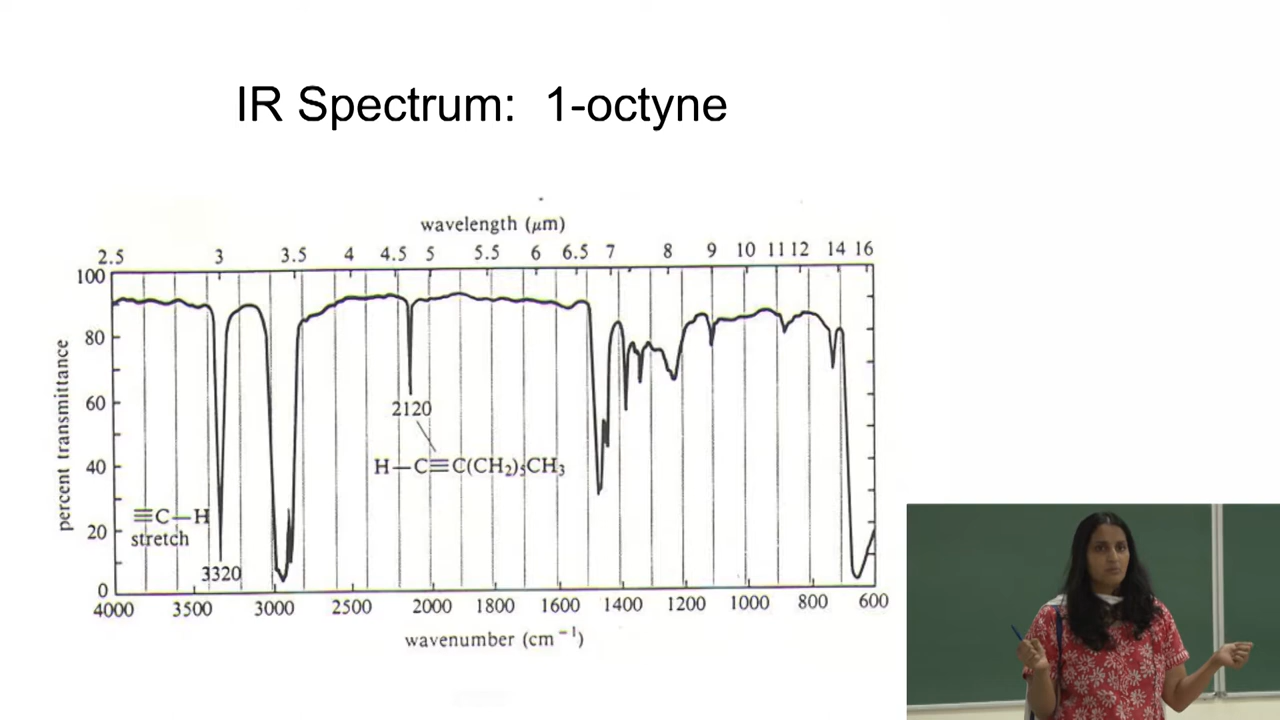 IR Spectrum: 1-octyne
wavelength (μm)
2.5 3 3.5 4 4.5 5 5.5 6 6.5 7 8 9 10 11 12 14 16
percent transmittance
100
80
60
40
20
0
2120
H—C≡C(CH₂)₅CH₃
≡C—H
stretch
3320
4000 3500 3000 2500 2000 1800 1600 1400 1200 1000 800 600
wavenumber (cm⁻¹)